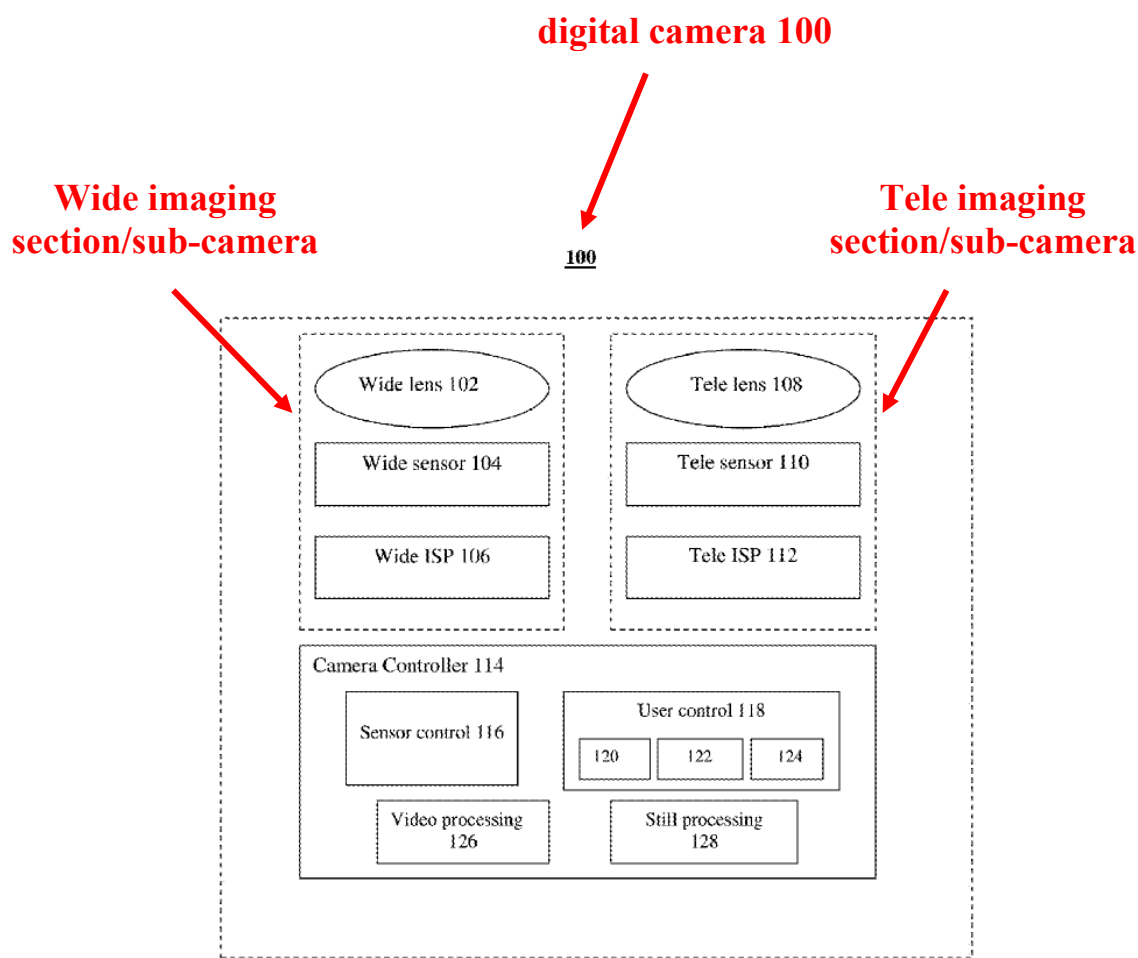 digital camera 100
Wide imaging
section/sub-camera
Tele imaging
section/sub-camera
100
Wide lens 102
Tele lens 108
Wide sensor 104
Tele sensor 110
Wide ISP 106
Tele ISP 112
Camera Controller 114
Sensor control 116
User control 118
120
122
124
Video processing
126
Still processing
128